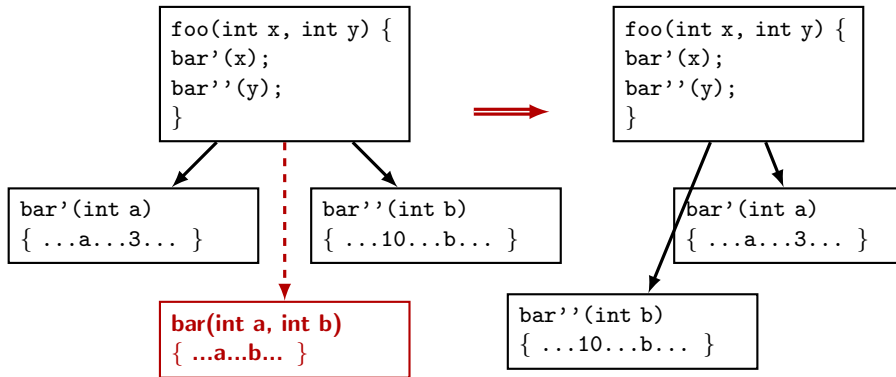 foo(int x, int y) {
bar'(x);
bar''(y);
}
bar'(int a)
{ ...a...3... }
bar''(int b)
{ ...10...b... }
bar(int a, int b)
{ ...a...b... }
foo(int x, int y) {
bar'(x);
bar''(y);
}
bar'(int a)
{ ...a...3... }
bar''(int b)
{ ...10...b... }